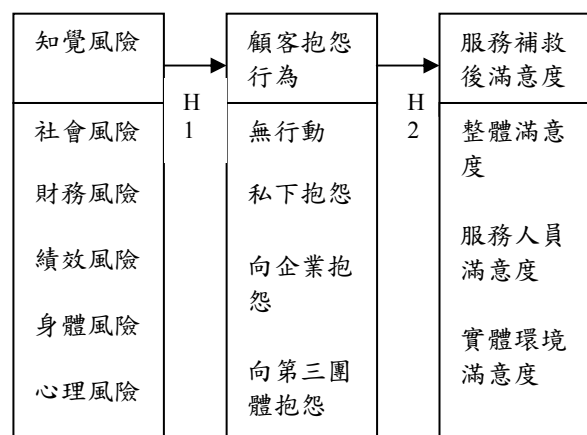 知覺風險
社會風險
財務風險
績效風險
身體風險
心理風險
H
1
顧客抱怨
行為
無行動
私下抱怨
向企業抱
怨
向第三團
體抱怨
H
2
服務補救
後滿意度
整體滿意
度
服務人員
滿意度
實體環境
滿意度